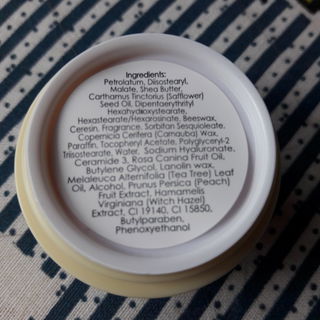 Ingredients:
Petrolatum, Diisostearyl,
Malate, Shea Butter,
Carthamus Tinctorius (Safflower)
Seed Oil, Dipentaerythrityl
Hexahydroxystearate,
Hexastearate/Hexarosinate, Beeswax,
Ceresin, Fragrance, Sorbitan Sesquioleate,
Copernicia Cerifera (Carnauba) Wax,
Paraffin, Tocopheryl Acetate, Polyglyceryl-2
Triisostearate, Water, Sodium Hyaluronate,
Ceramide 3, Rosa Canina Fruit Oil,
Butylene Glycol, Lanolin wax,
Melaleuca Alternifolia (Tea Tree) Leaf
Oil, Alcohol, Prunus Persica (Peach)
Fruit Extract, Hamamelis
Virginiana (Witch Hazel)
Extract, CI 19140, CI 15850,
Butylparaben,
Phenoxyethanol